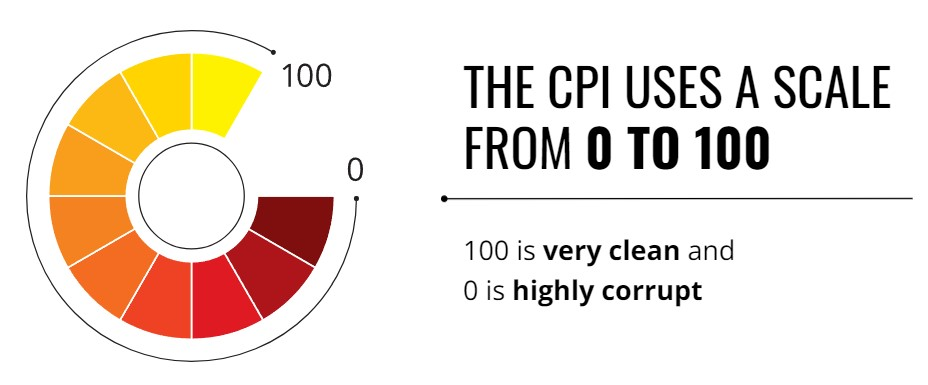 100
0
THE CPI USES A SCALE
FROM 0 TO 100
100 is very clean and
0 is highly corrupt